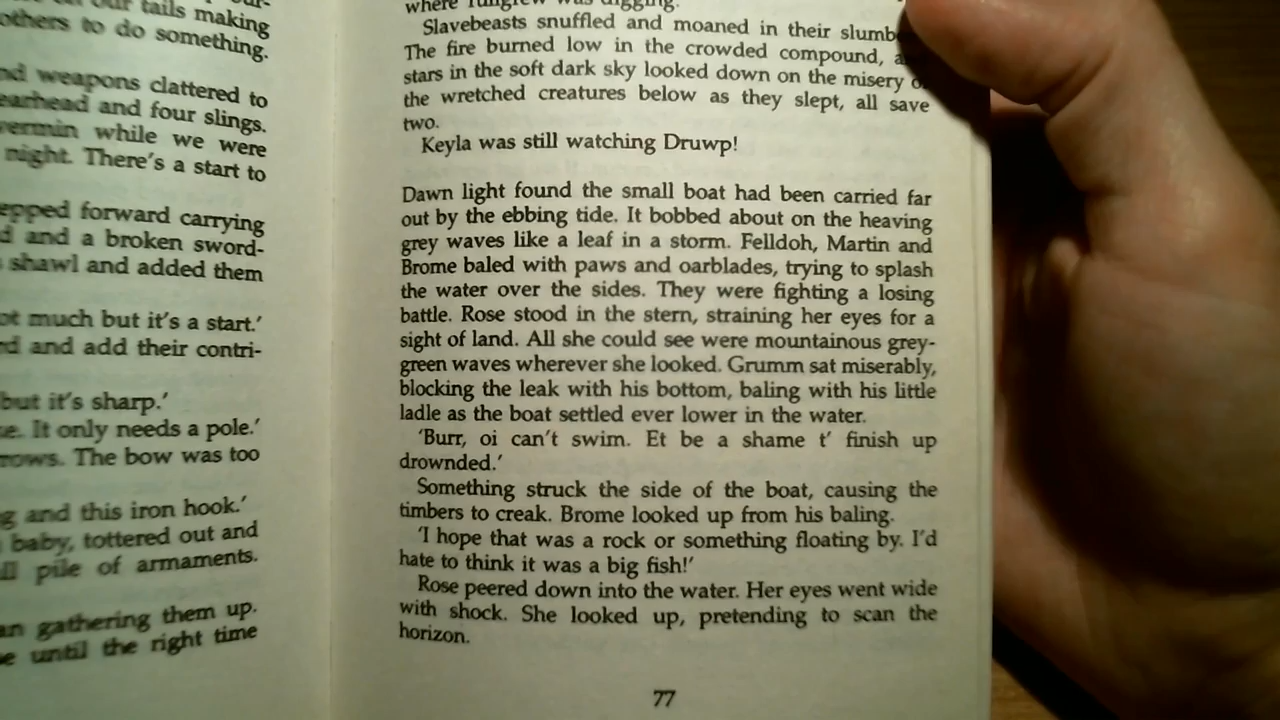 tails making
others to do something.
weapons clattered to
and four slings.
vermin while we were
night. There's a start to
forward carrying
and a broken sword-
shawl and added them
much but it's a start.'
and add their contri-
but it's sharp.'
It only needs a pole.'
The bow was too
and this iron hook.'
baby, tottered out and
pile of armaments.
gathering them up.
until the right time
where was digging.
Slavebeasts snuffled and moaned in their
The fire burned low in the crowded compound,
stars in the soft dark sky looked down on the misery
the wretched creatures below as they slept, all save
two.
Keyla was still watching Druwp!
Dawn light found the small boat had been carried far
out by the ebbing tide. It bobbed about on the heaving
grey waves like a leaf in a storm. Felldoh, Martin and
Brome baled with paws and oarblades, trying to splash
the water over the sides. They were fighting a losing
battle. Rose stood in the stern, straining her eyes for a
sight of land. All she could see were mountainous grey-
green waves wherever she looked. Grumm sat miserably,
blocking the leak with his bottom, baling with his little
ladle as the boat settled ever lower in the water.
'Burr, oi can't swim. Et be a shame t' finish up
drownded.'
Something struck the side of the boat, causing the
timbers to creak. Brome looked up from his baling.
'I hope that was a rock or something floating by. I'd
hate to think it was a big fish!'
Rose peered down into the water. Her eyes went wide
with shock. She looked up, pretending to scan the
horizon.
77